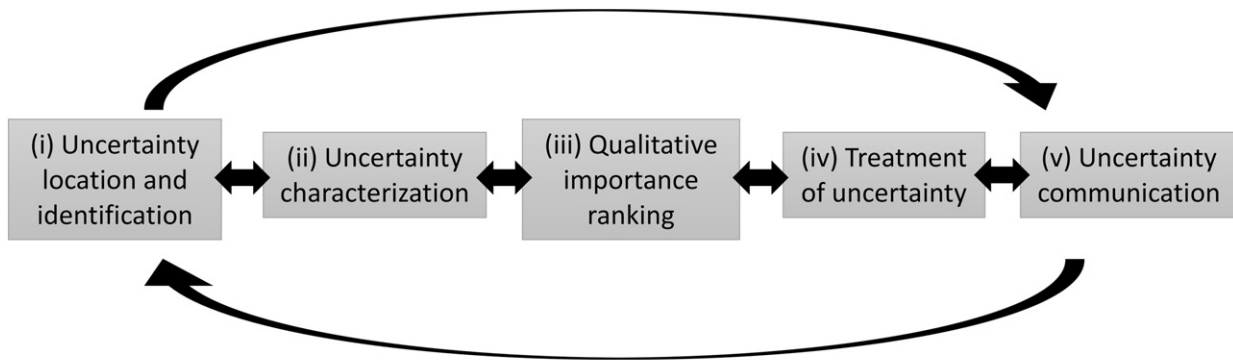 (i) Uncertainty
location and
identification
(ii) Uncertainty
characterization
(iii) Qualitative
importance
ranking
(iv) Treatment
of uncertainty
(v) Uncertainty
communication